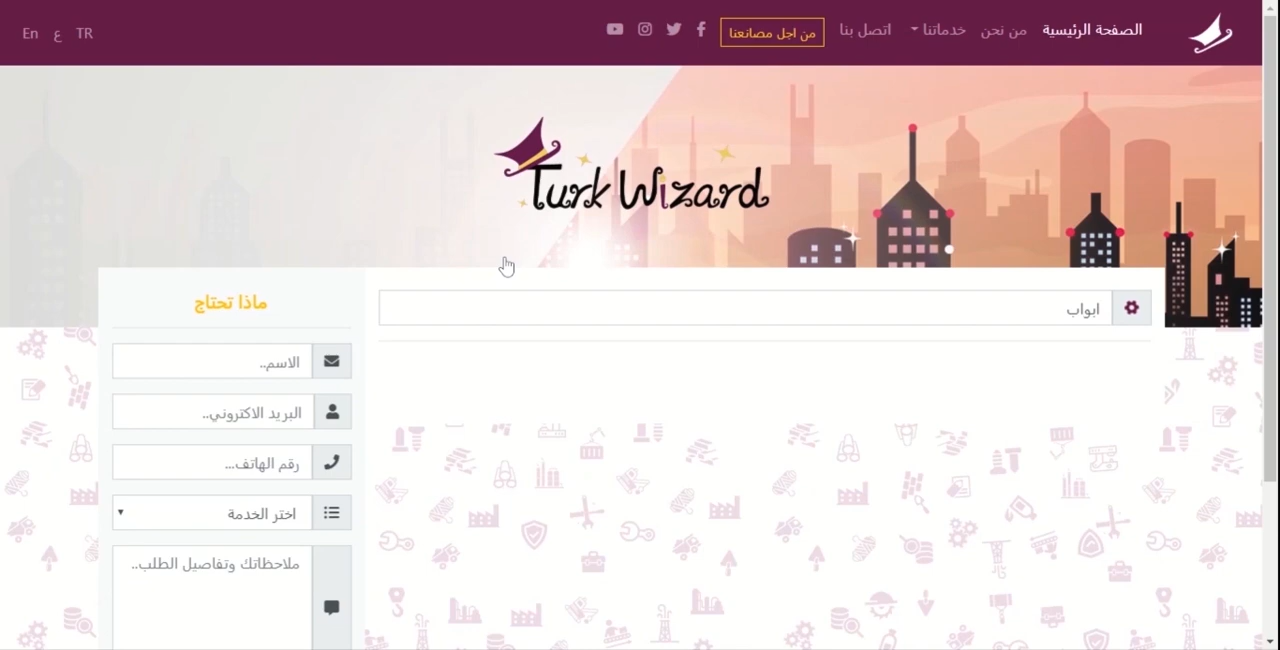 الصفحة الرئيسية
من نحن
خدماتنا
اتصل بنا
من اجل مصانعنا
TR
ع
En
Turk Wizard
ابواب
ماذا تحتاج
الاسم..
البريد الاكتروني..
رقم الهاتف...
اختر الخدمة
ملاحظاتك وتفاصيل الطلب..